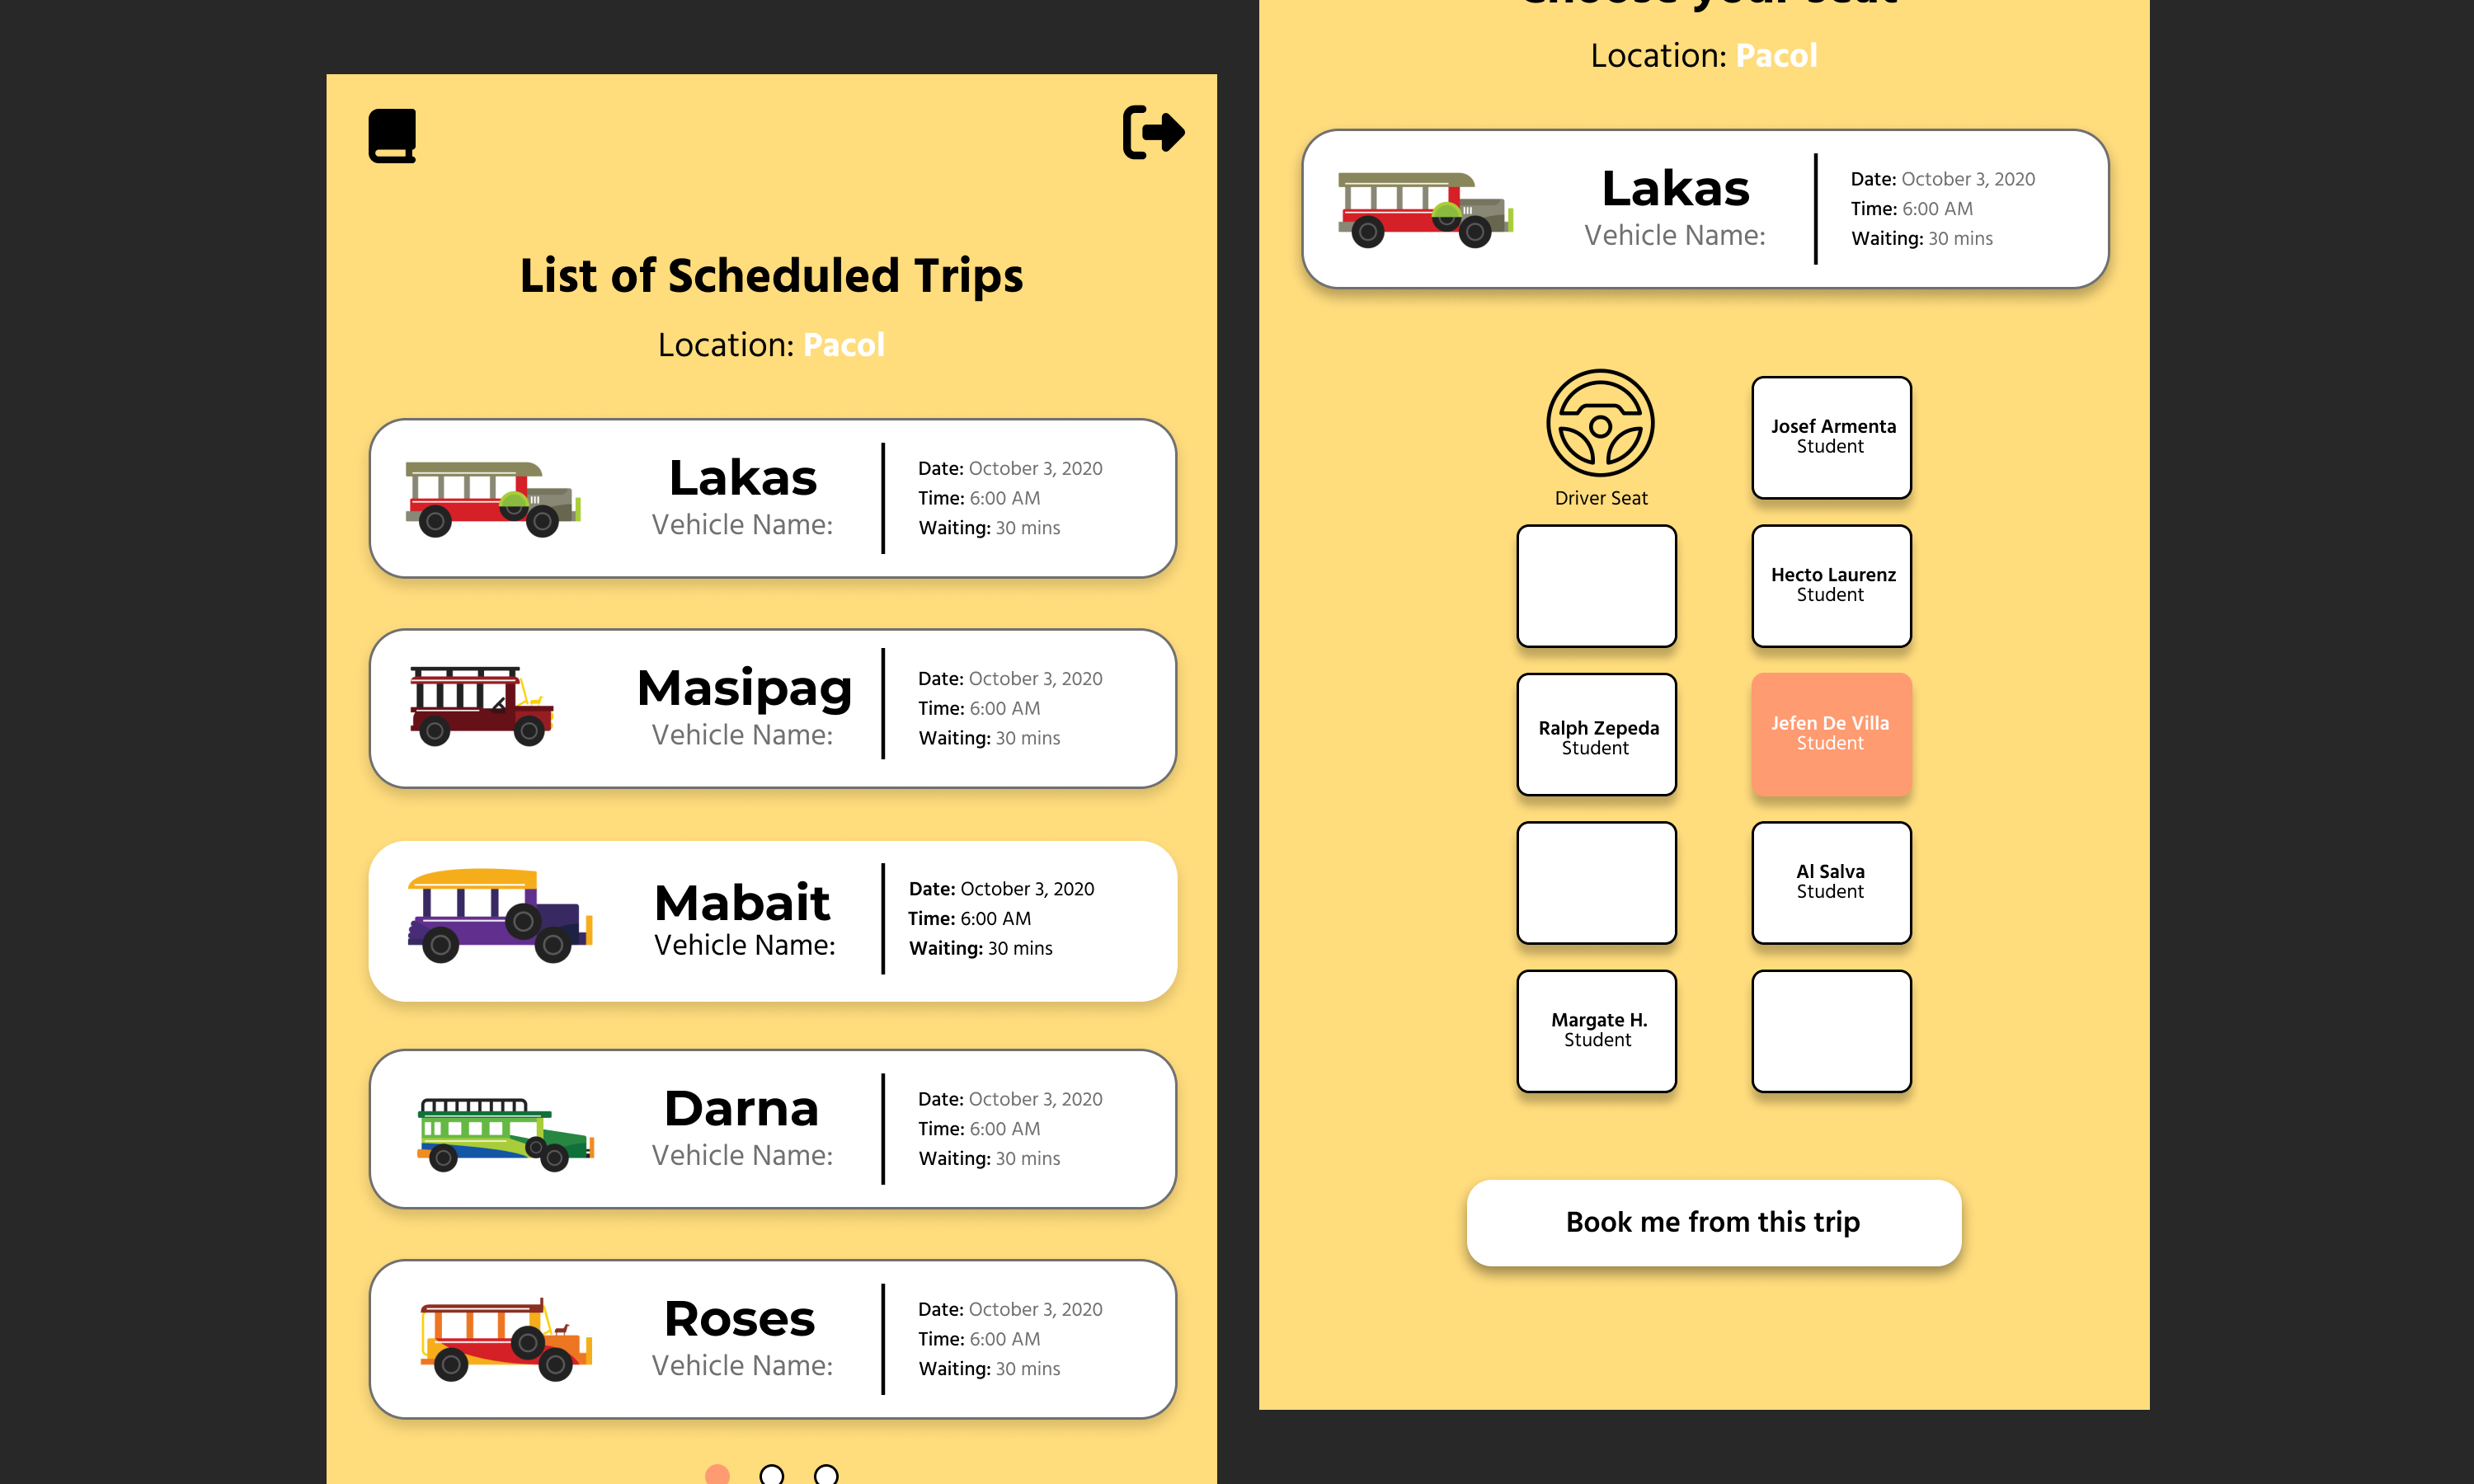 List of Scheduled Trips
Location: Pacol
Lakas
Vehicle Name:
Date: October 3, 2020
Time: 6:00 AM
Waiting: 30 mins
Masipag
Vehicle Name:
Date: October 3, 2020
Time: 6:00 AM
Waiting: 30 mins
Mabait
Vehicle Name:
Date: October 3, 2020
Time: 6:00 AM
Waiting: 30 mins
Darna
Vehicle Name:
Date: October 3, 2020
Time: 6:00 AM
Waiting: 30 mins
Roses
Vehicle Name:
Date: October 3, 2020
Time: 6:00 AM
Waiting: 30 mins
Choose your seat
Location: Pacol
Lakas
Vehicle Name:
Date: October 3, 2020
Time: 6:00 AM
Waiting: 30 mins
Driver Seat
Josef Armenta
Student
Hecto Laurenz
Student
Ralph Zepeda
Student
Jefen De Villa
Student
Al Salva
Student
Margate H.
Student
Book me from this trip